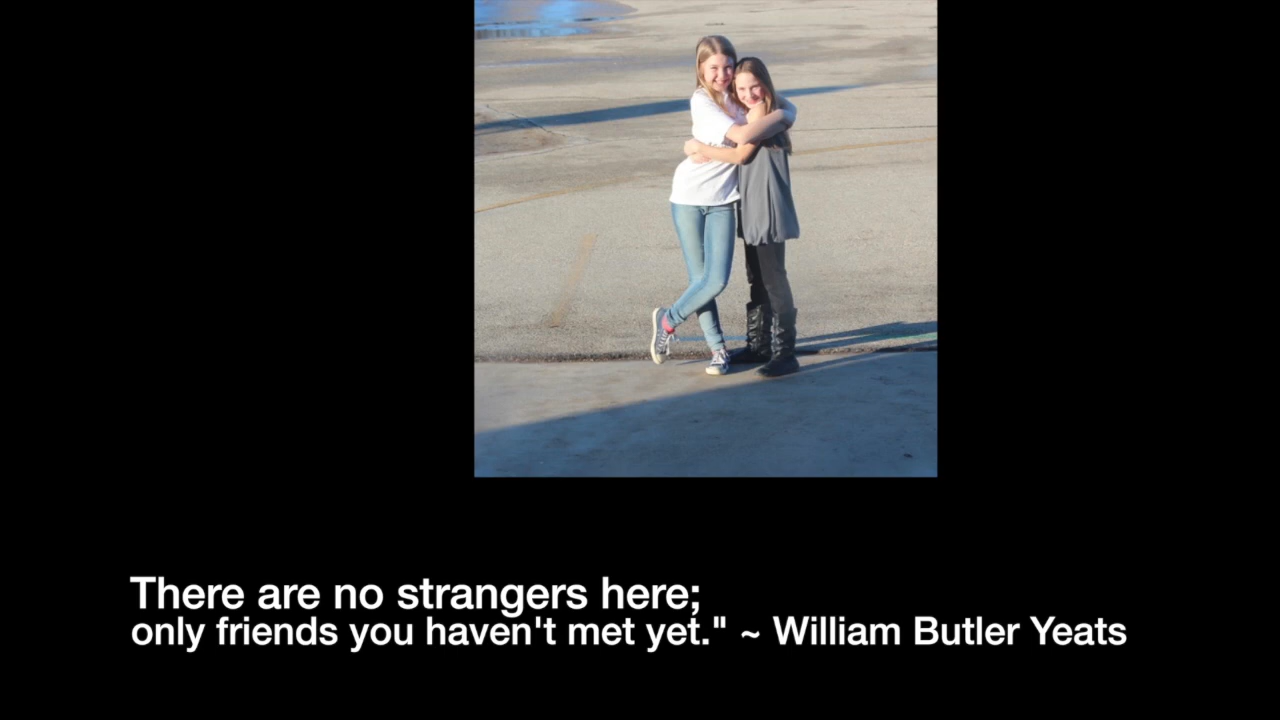 There are no strangers here;
only friends you haven't met yet." ~ William Butler Yeats